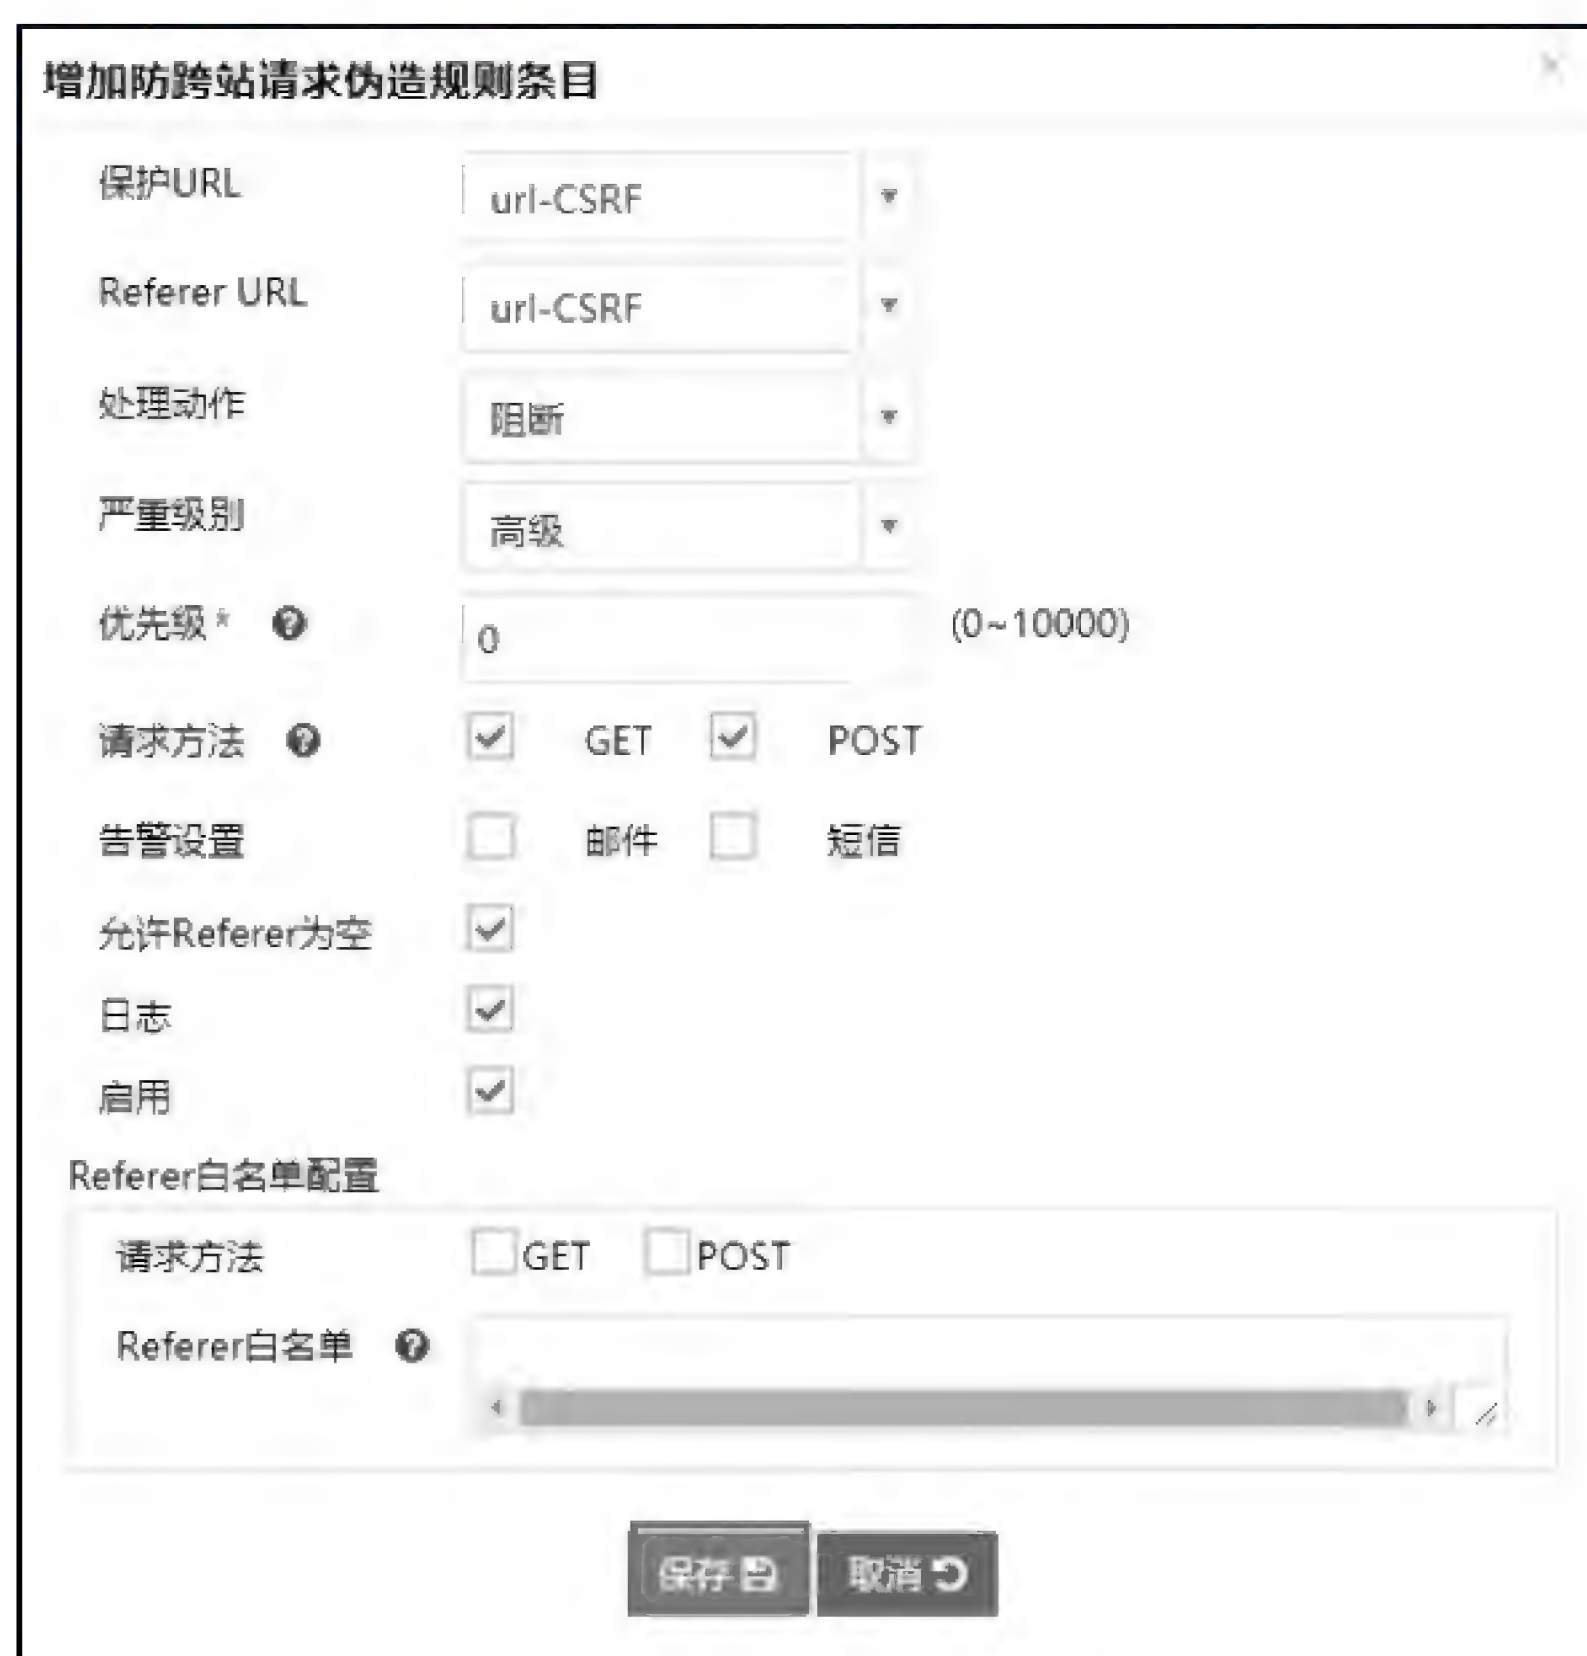 增加防跨站请求伪造规则条目
保护URL url-CSRF
Referer URL url-CSRF
处理动作 阻断
严重级别 高级
优先级* 0 (0~10000)
请求方法 GET POST
告警设置 邮件 短信
允许Referer为空
日志
启用
Referer白名单配置
请求方法 GET POST
Referer白名单
保存 取消